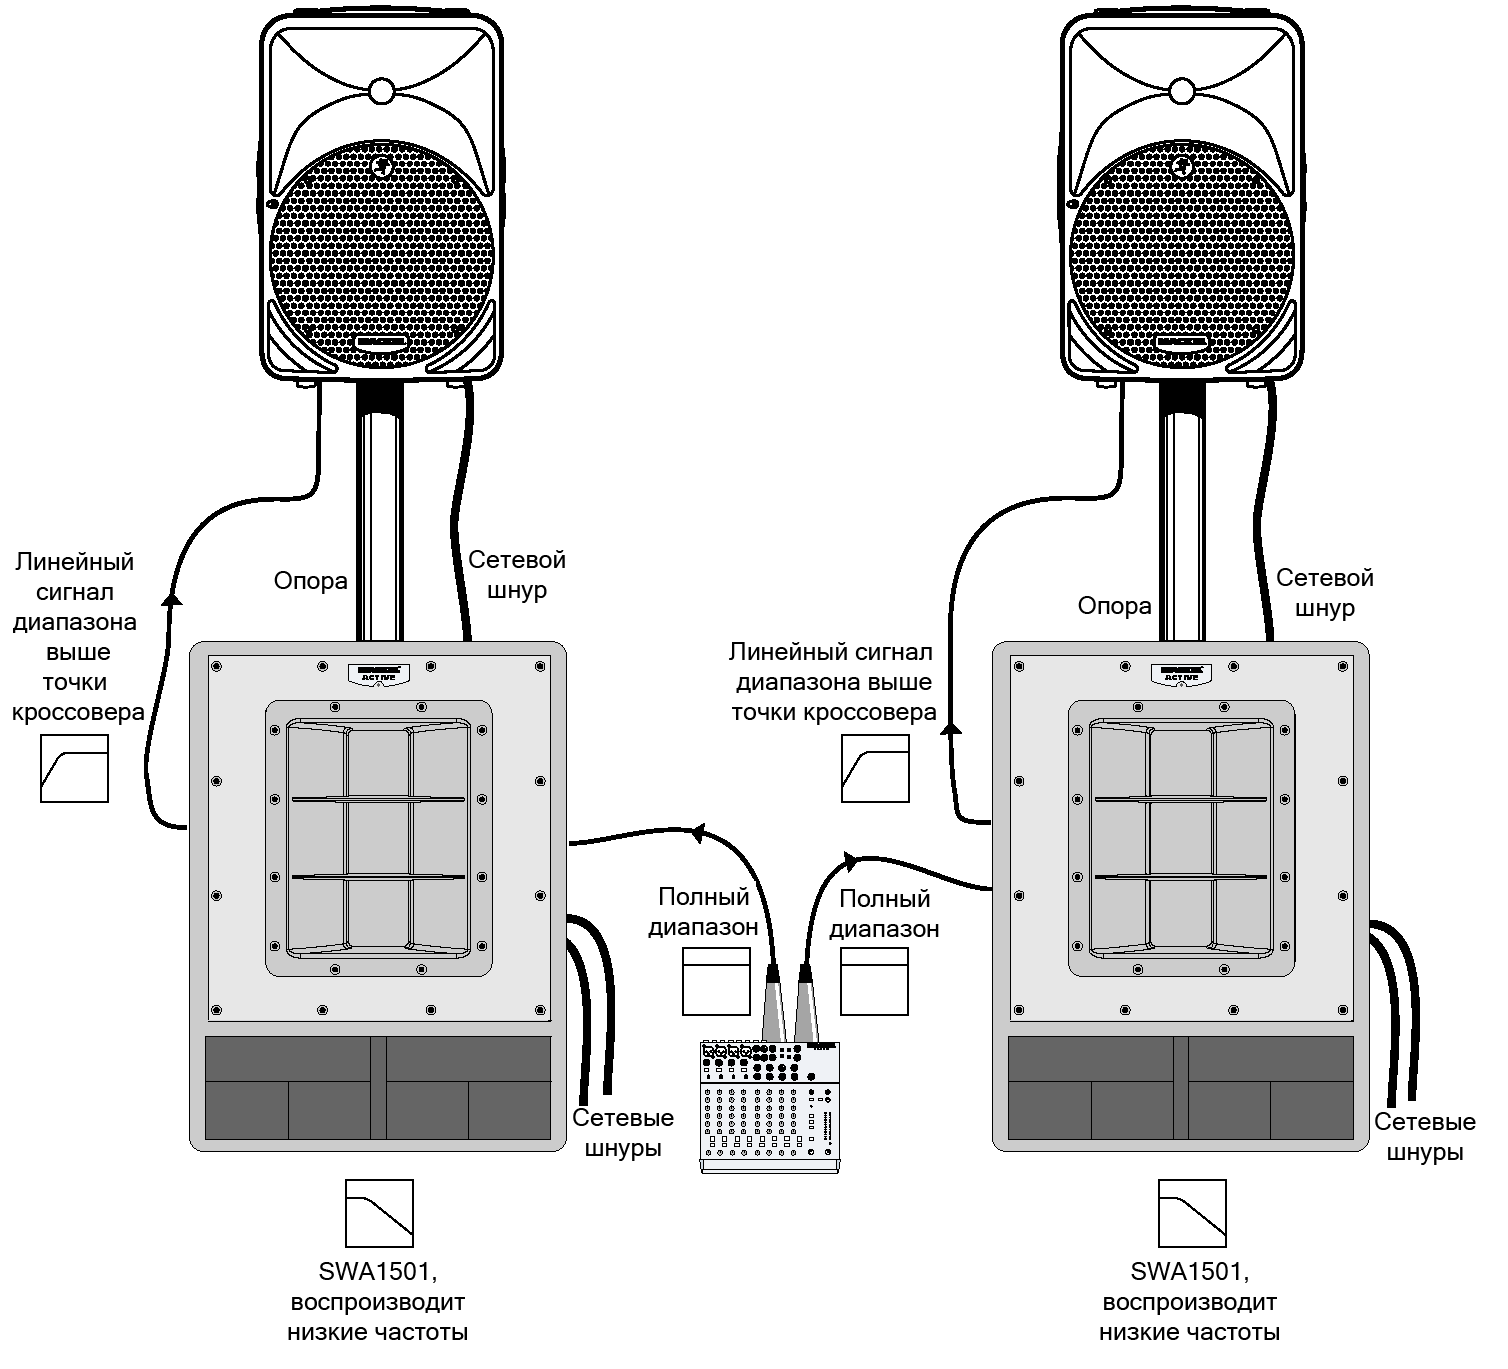 Линейный
сигнал
диапазона
выше
точки
кроссовера
Опора
Сетевой
шнур
Линейный сигнал
диапазона выше
точки кроссовера
Опора
Сетевой
шнур
ACTIVE
ACTIVE
Полный
диапазон
Полный
диапазон
Сетевые
шнуры
Сетевые
шнуры
SWA1501,
воспроизводит
низкие частоты
SWA1501,
воспроизводит
низкие частоты